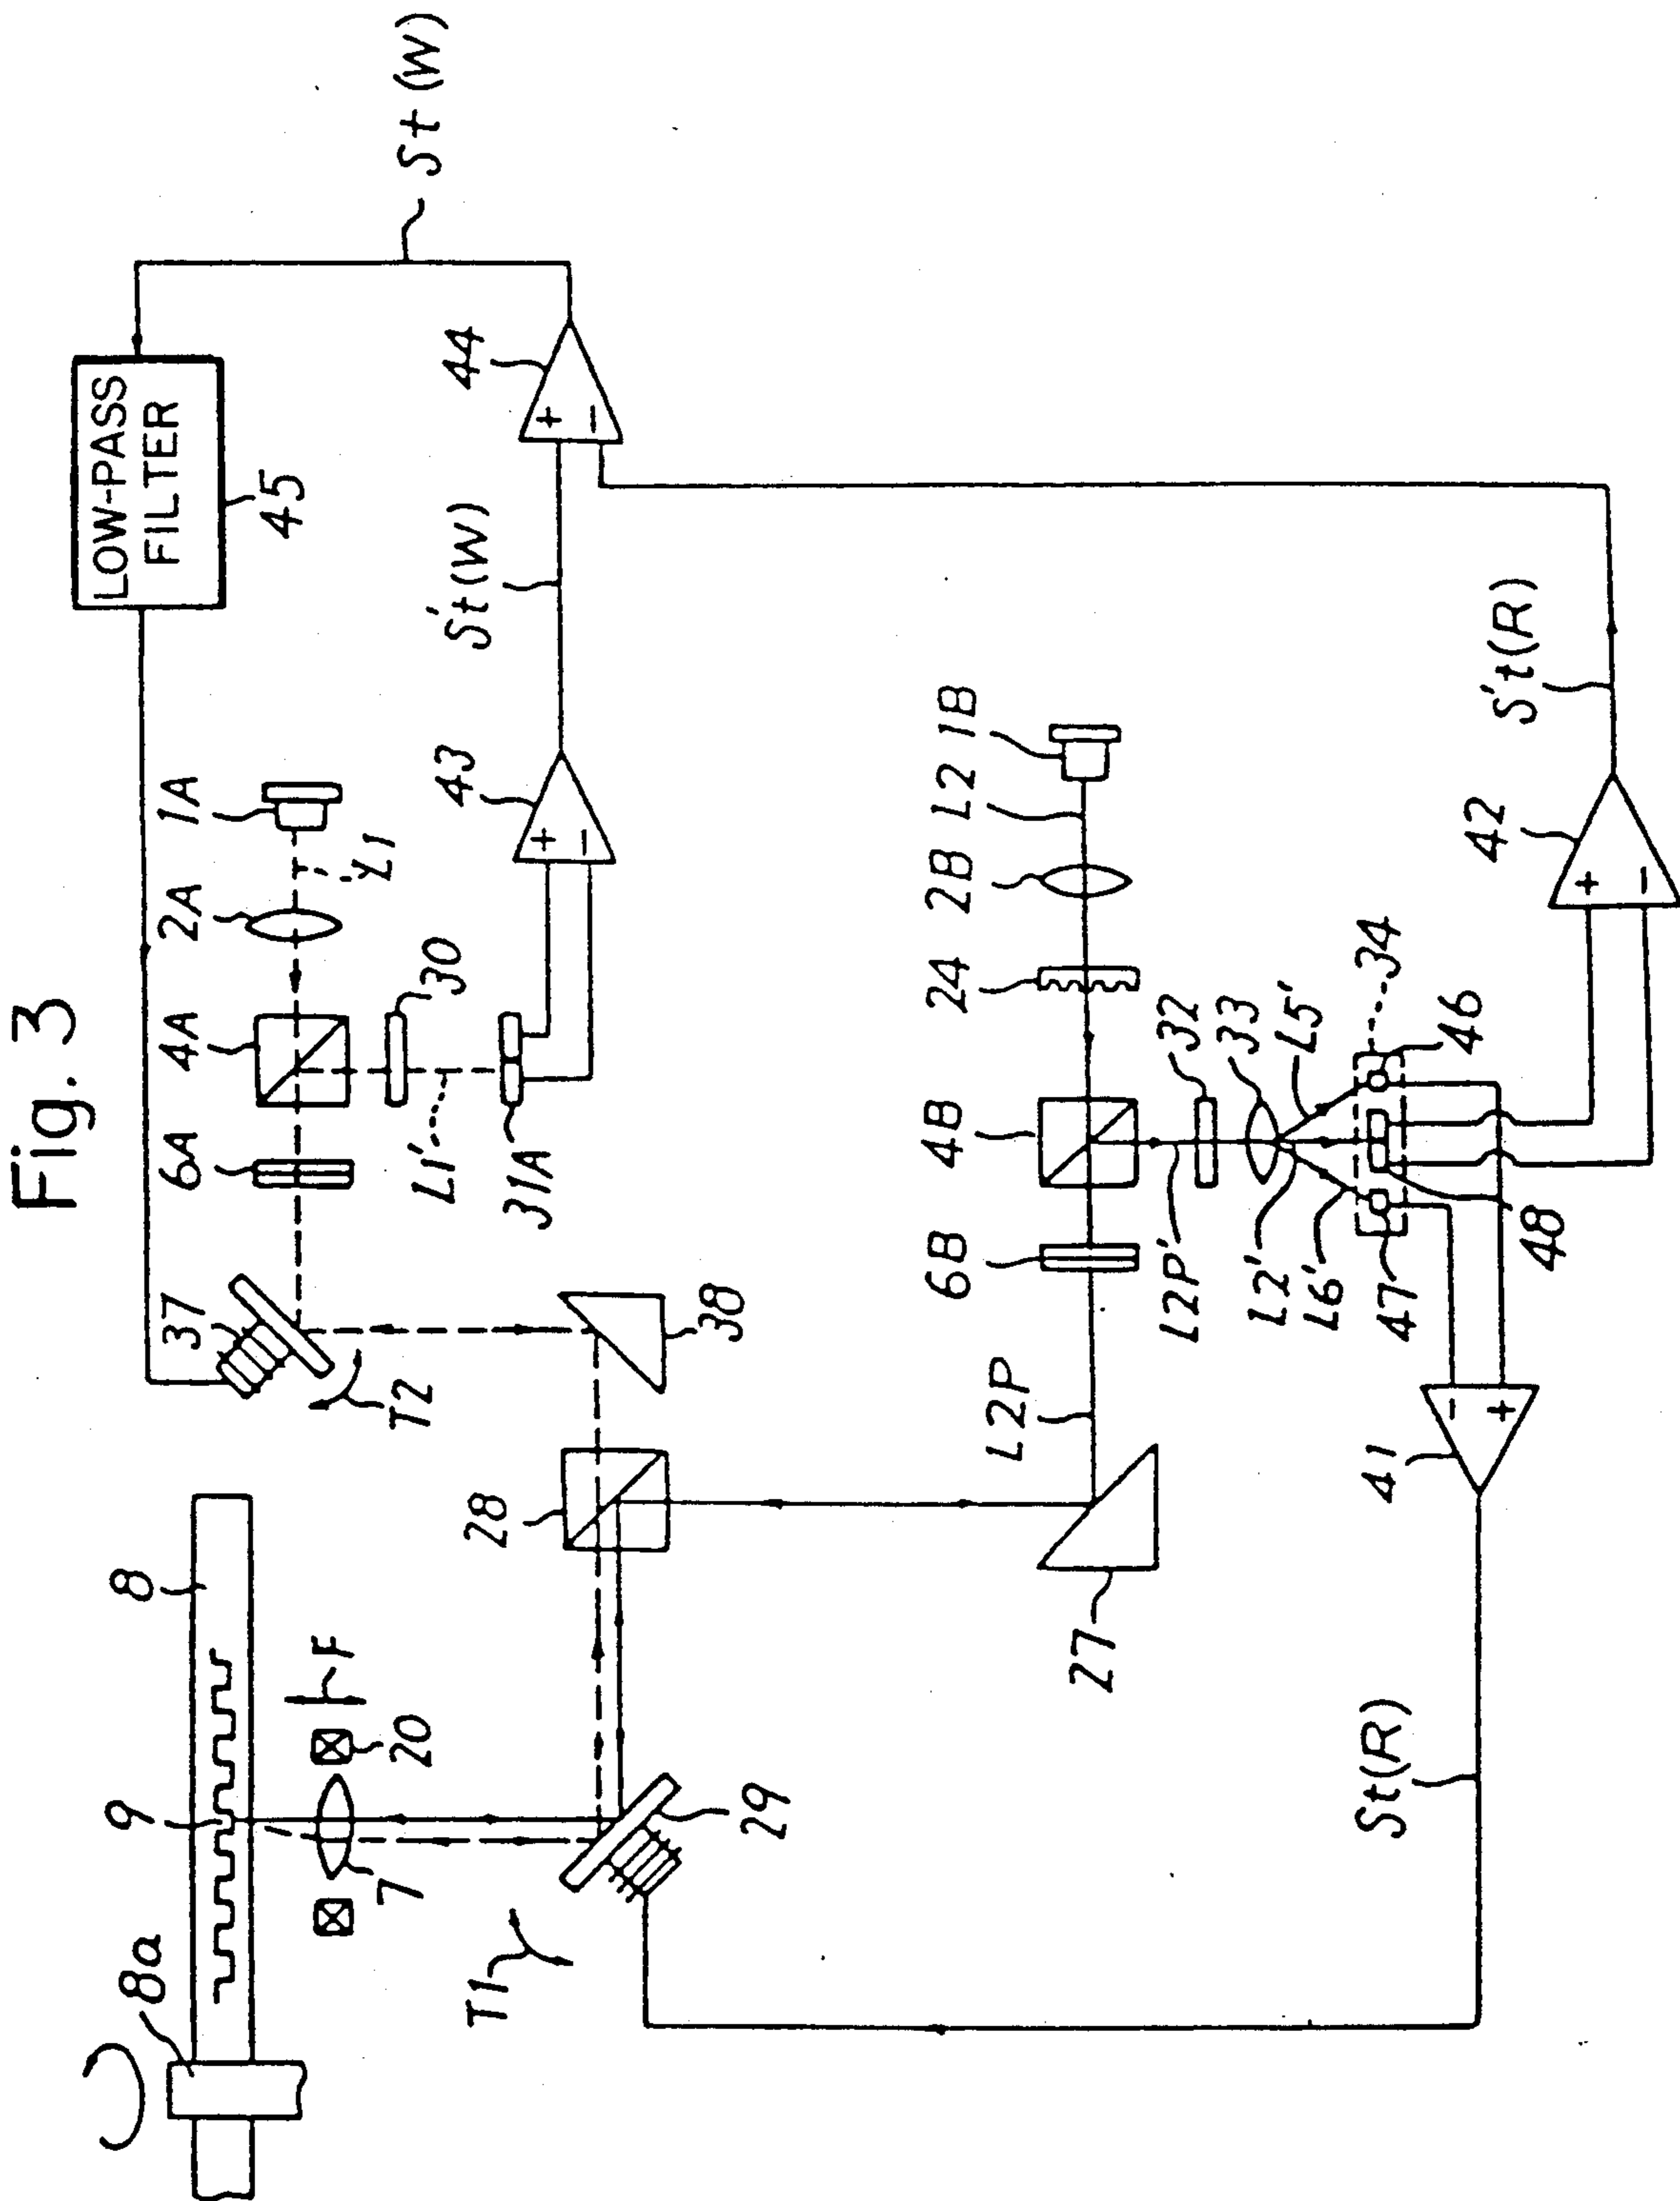 Fig. 3
8a
9
8
F
20
7
T1
29
28
38
T2
37
6A
4A
2A
1A
L1
30
L1'
31A
43
S't(W)
44
LOW-PASS
FILTER
45
St(W)
27
L2P
6B
4B
24
2B
L2
1B
L2P'
32
33
L2'
L5'
L6'
34
46
47
48
41
St(R)
42
S't(R)
+
−
+
−
+
−
−
+